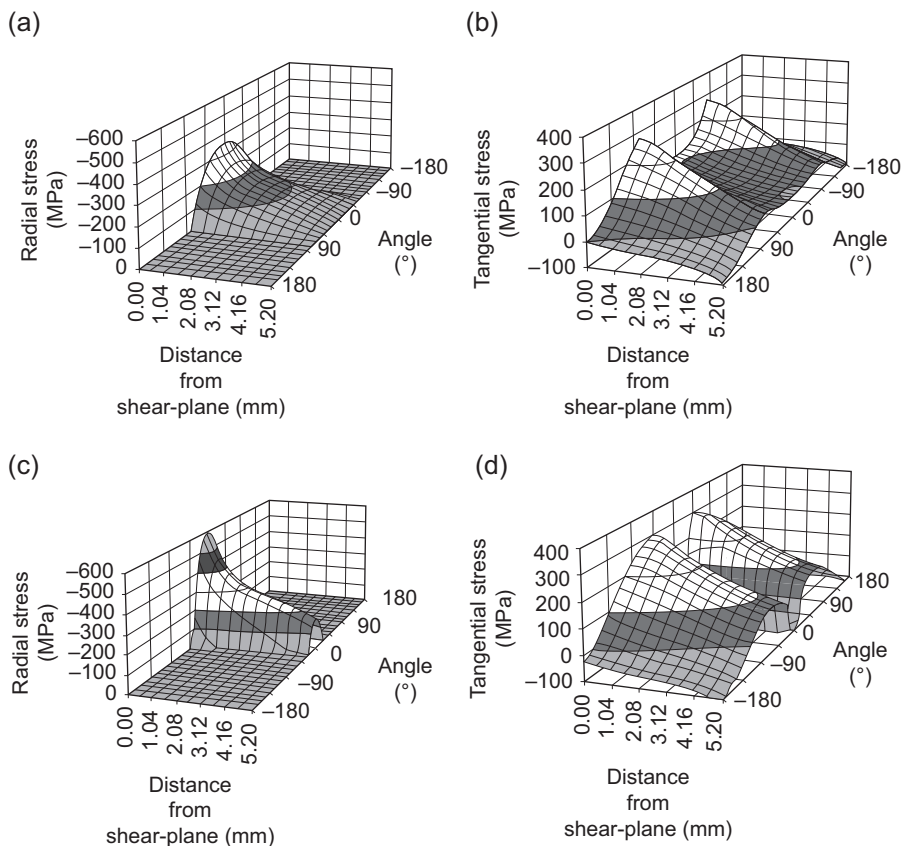 (a)
Radial stress
(MPa)
–600
–500
–400
–300
–200
–100
0
0.00
1.04
2.08
3.12
4.16
5.20
180
90
0
–90
–180
Angle
(°)
Distance
from
shear-plane (mm)
(b)
Tangential stress
(MPa)
400
300
200
100
0
–100
0.00
1.04
2.08
3.12
4.16
5.20
180
90
0
–90
–180
Angle
(°)
Distance
from
shear-plane (mm)
(c)
Radial stress
(MPa)
–600
–500
–400
–300
–200
–100
0
0.00
1.04
2.08
3.12
4.16
5.20
–180
–90
0
90
180
Angle
(°)
Distance
from
shear-plane (mm)
(d)
Tangential stress
(MPa)
400
300
200
100
0
–100
0.00
1.04
2.08
3.12
4.16
5.20
–180
–90
0
90
180
Angle
(°)
Distance
from
shear-plane (mm)